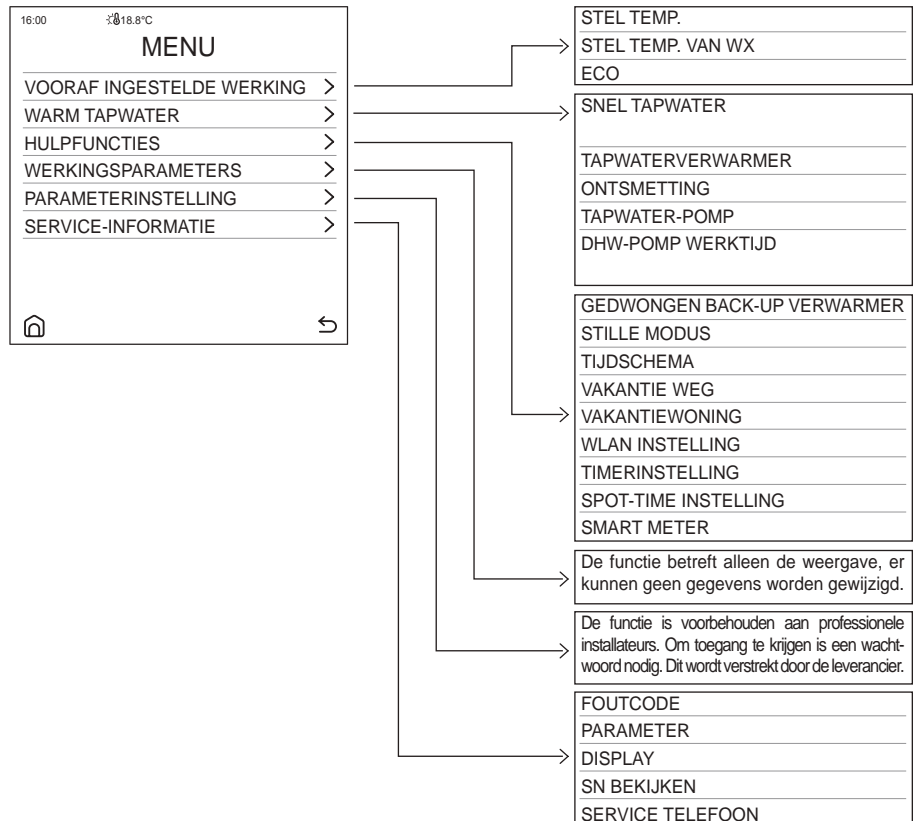 16:00 18.8°C
MENU
VOORAF INGESTELDE WERKING
WARM TAPWATER
HULPFUNCTIES
WERKINGSPARAMETERS
PARAMETERINSTELLING
SERVICE-INFORMATIE
STEL TEMP.
STEL TEMP. VAN WX
ECO
SNEL TAPWATER
TAPWATERVERWARMER
ONTSMETTING
TAPWATER-POMP
DHW-POMP WERKTIJD
GEDWONGEN BACK-UP VERWARMER
STILLE MODUS
TIJDSCHEMA
VAKANTIE WEG
VAKANTIEWONING
WLAN INSTELLING
TIMERINSTELLING
SPOT-TIME INSTELLING
SMART METER
De functie betreft alleen de weergave, er
kunnen geen gegevens worden gewijzigd.
De functie is voorbehouden aan professionele
installateurs. Om toegang te krijgen is een wacht-
woord nodig. Dit wordt verstrekt door de leverancier.
FOUTCODE
PARAMETER
DISPLAY
SN BEKIJKEN
SERVICE TELEFOON